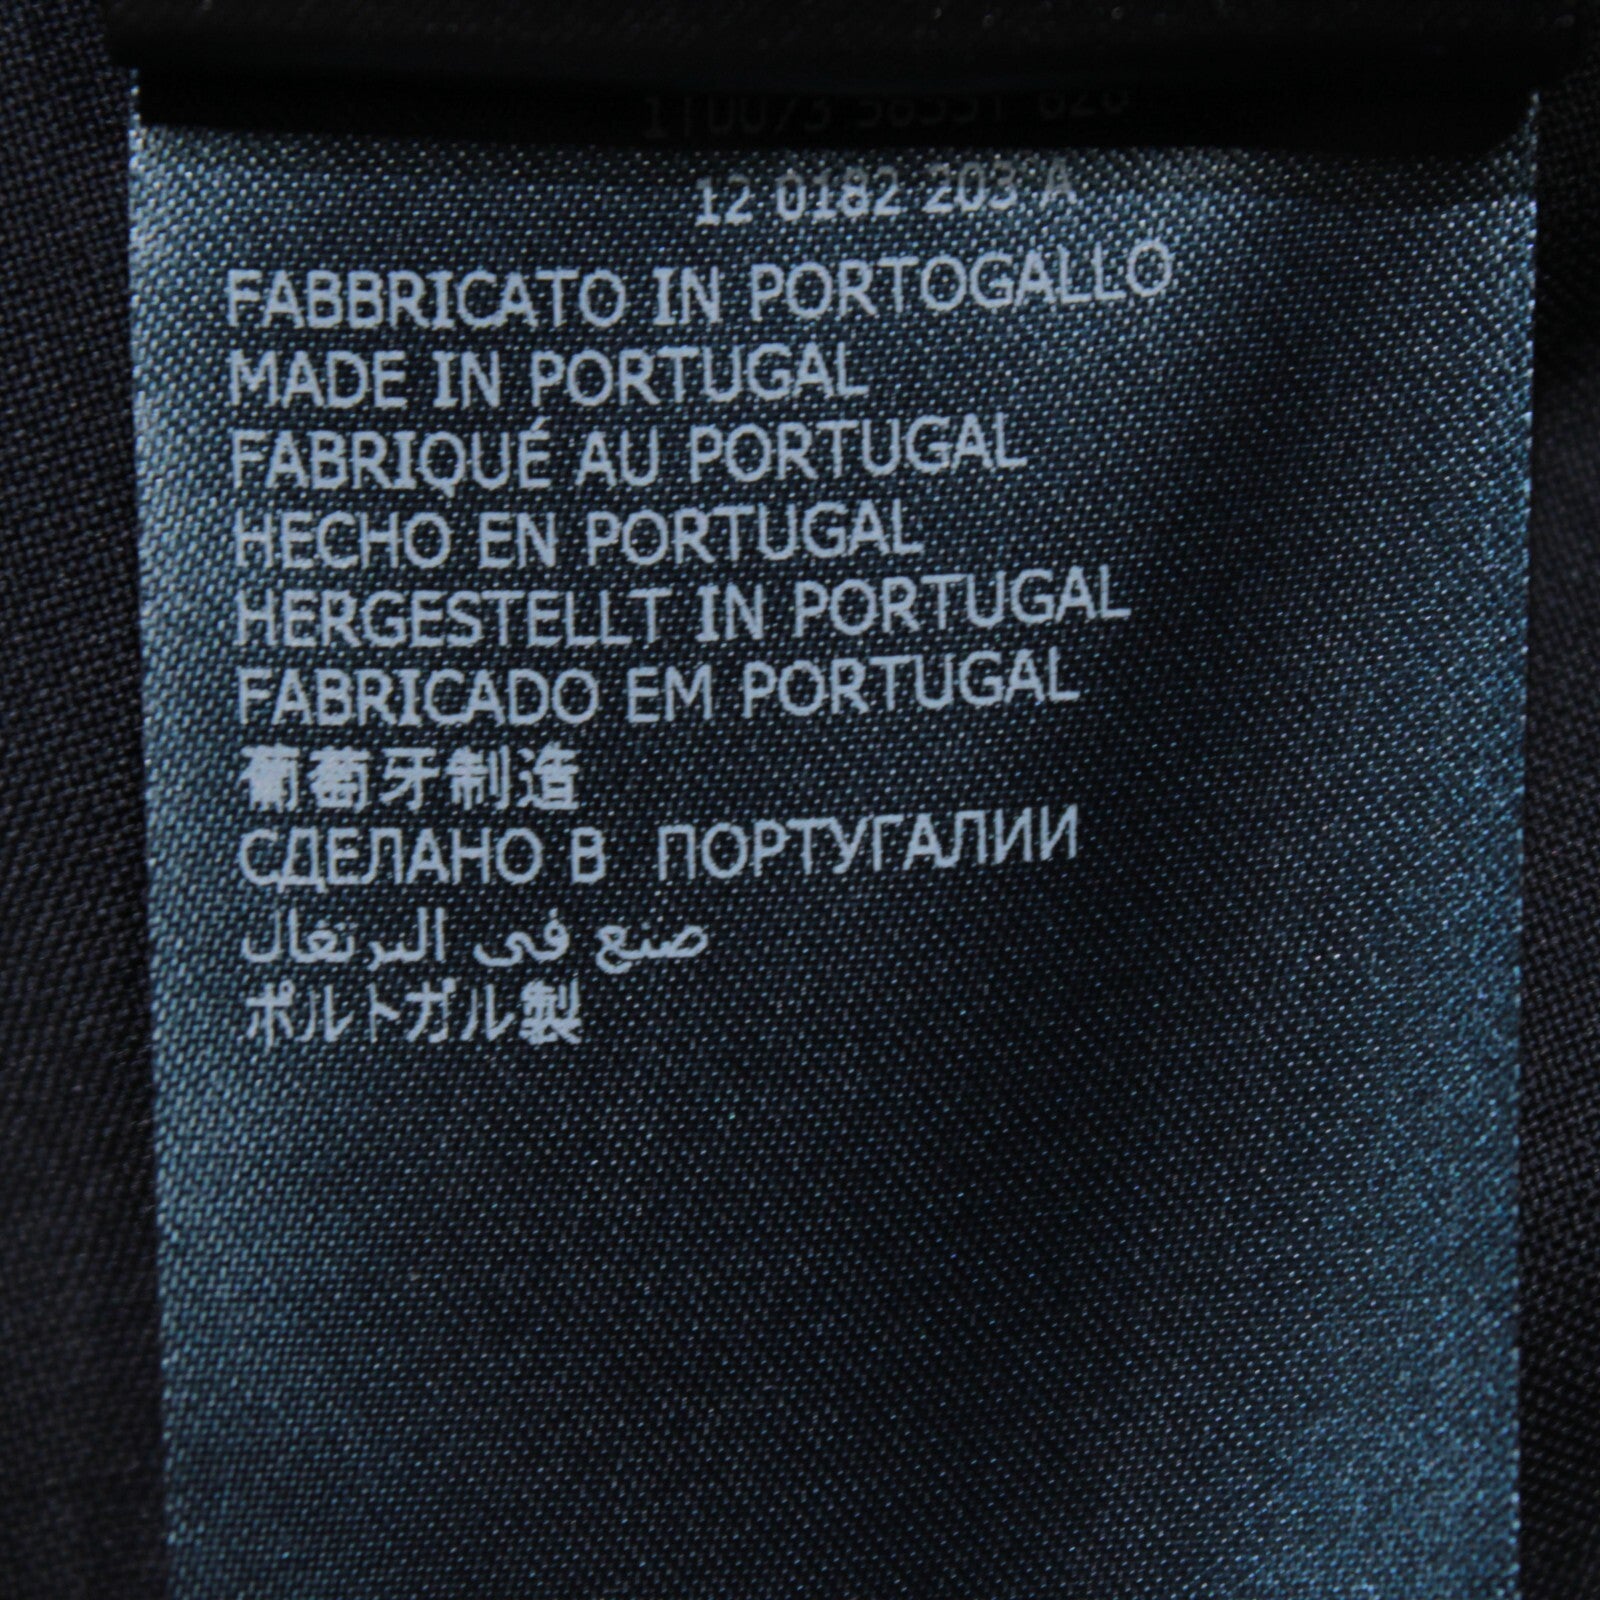 12 0182 203 A
FABBRICATO IN PORTOGALLO
MADE IN PORTUGAL
FABRIQUÉ AU PORTUGAL
HECHO EN PORTUGAL
HERGESTELLT IN PORTUGAL
FABRICADO EM PORTUGAL
葡萄牙制造
СДЕЛАНО В ПОРТУГАЛИИ
صنع فى البرتغال
ポルトガル製